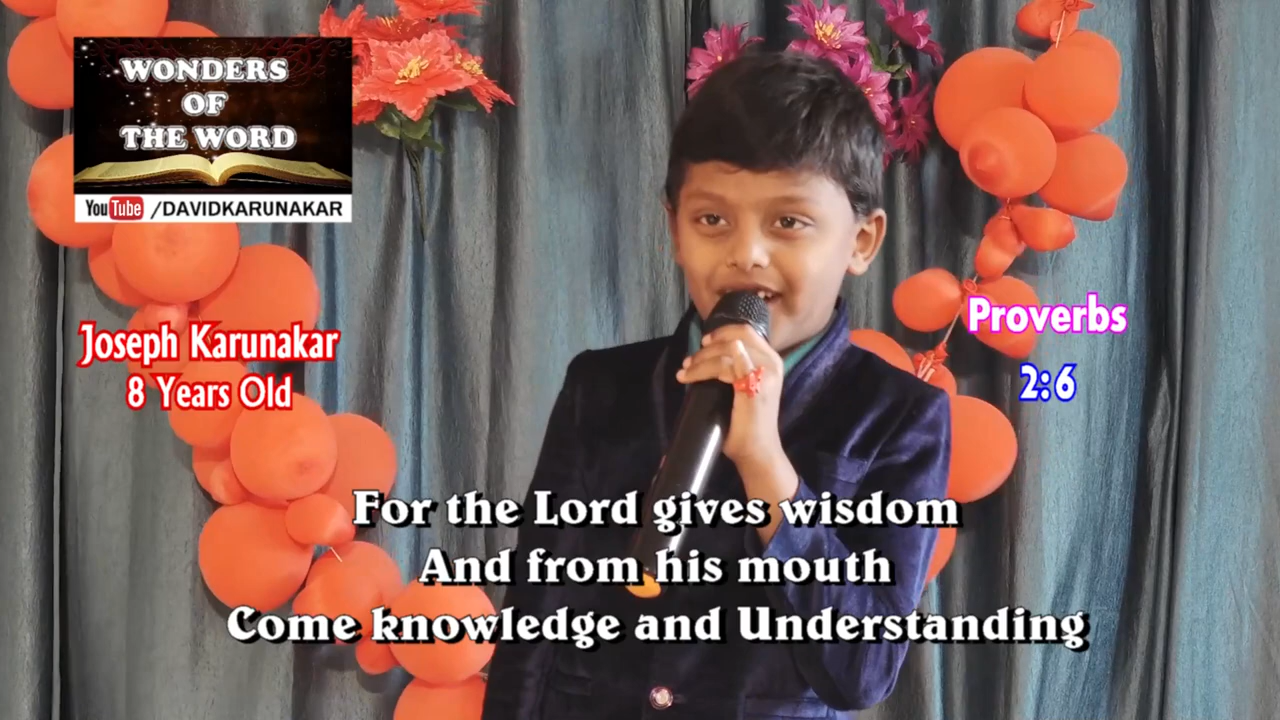 WONDERS
OF
THE WORD
YouTube /DAVIDKARUNAKAR
Joseph Karunakar
8 Years Old
Proverbs
2:6
For the Lord gives wisdom
And from his mouth
Come knowledge and Understanding